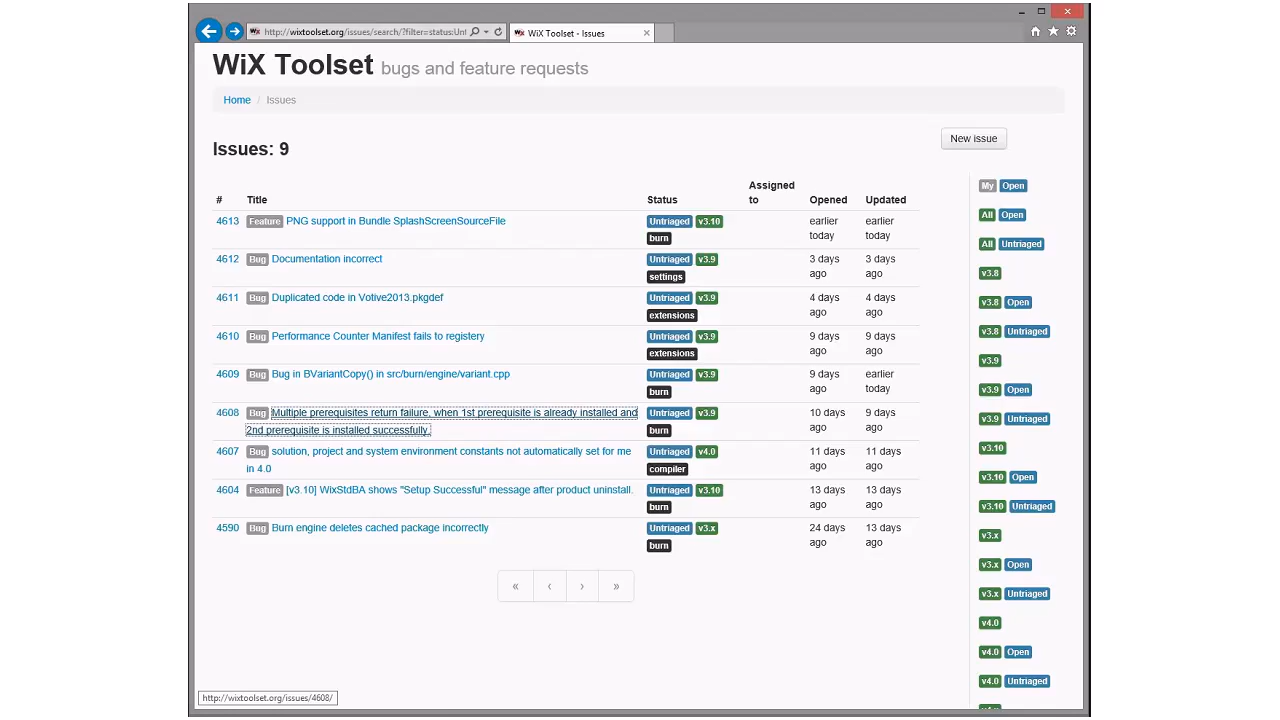 http://wixtoolset.org/issues/search/?filter=status:Unt
WiX Toolset - Issues
WiX Toolset bugs and feature requests
Home / Issues
Issues: 9
New issue
# Title Status Assigned to Opened Updated
4613 Feature PNG support in Bundle SplashScreenSourceFile Untriaged v3.10 earlier earlier
burn today today
4612 Bug Documentation incorrect Untriaged v3.9 3 days 3 days
settings ago ago
4611 Bug Duplicated code in Votive2013.pkgdef Untriaged v3.9 4 days 4 days
extensions ago ago
4610 Bug Performance Counter Manifest fails to registery Untriaged v3.9 9 days 9 days
extensions ago ago
4609 Bug Bug in BVariantCopy() in src/burn/engine/variant.cpp Untriaged v3.9 9 days earlier
burn ago today
4608 Bug Multiple prerequisites return failure, when 1st prerequisite is already installed and Untriaged v3.9 10 days 9 days
2nd prerequisite is installed successfully. burn ago ago
4607 Bug solution, project and system environment constants not automatically set for me Untriaged v4.0 11 days 11 days
in 4.0 compiler ago ago
4604 Feature [v3.10] WixStdBA shows "Setup Successful" message after product uninstall. Untriaged v3.10 13 days 13 days
burn ago ago
4590 Bug Burn engine deletes cached package incorrectly Untriaged v3.x 24 days 13 days
burn ago ago
« ‹ › »
My Open
All Open
All Untriaged
v3.8
v3.8 Open
v3.8 Untriaged
v3.9
v3.9 Open
v3.9 Untriaged
v3.10
v3.10 Open
v3.10 Untriaged
v3.x
v3.x Open
v3.x Untriaged
v4.0
v4.0 Open
v4.0 Untriaged
http://wixtoolset.org/issues/4608/